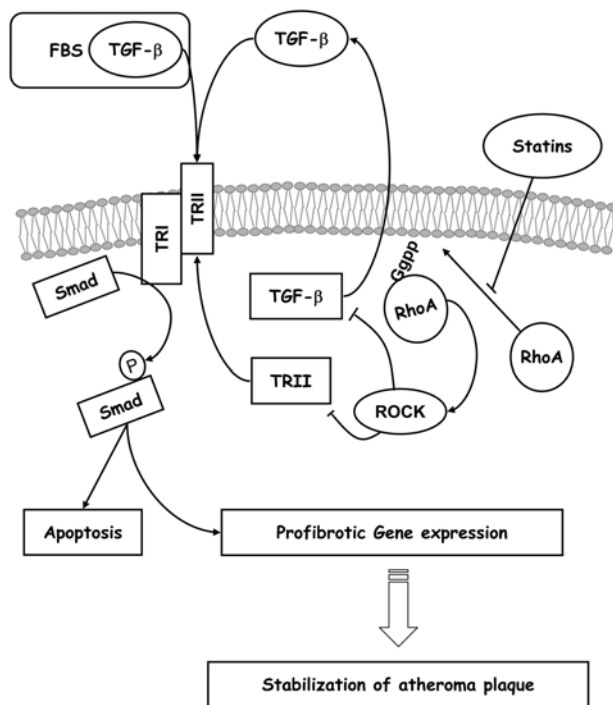 FBS
TGF-β
TGF-β
Statins
TRII
TRI
Ggpp
Smad
TGF-β
RhoA
RhoA
P
TRII
Smad
ROCK
Apoptosis
Profibrotic Gene expression
Stabilization of atheroma plaque